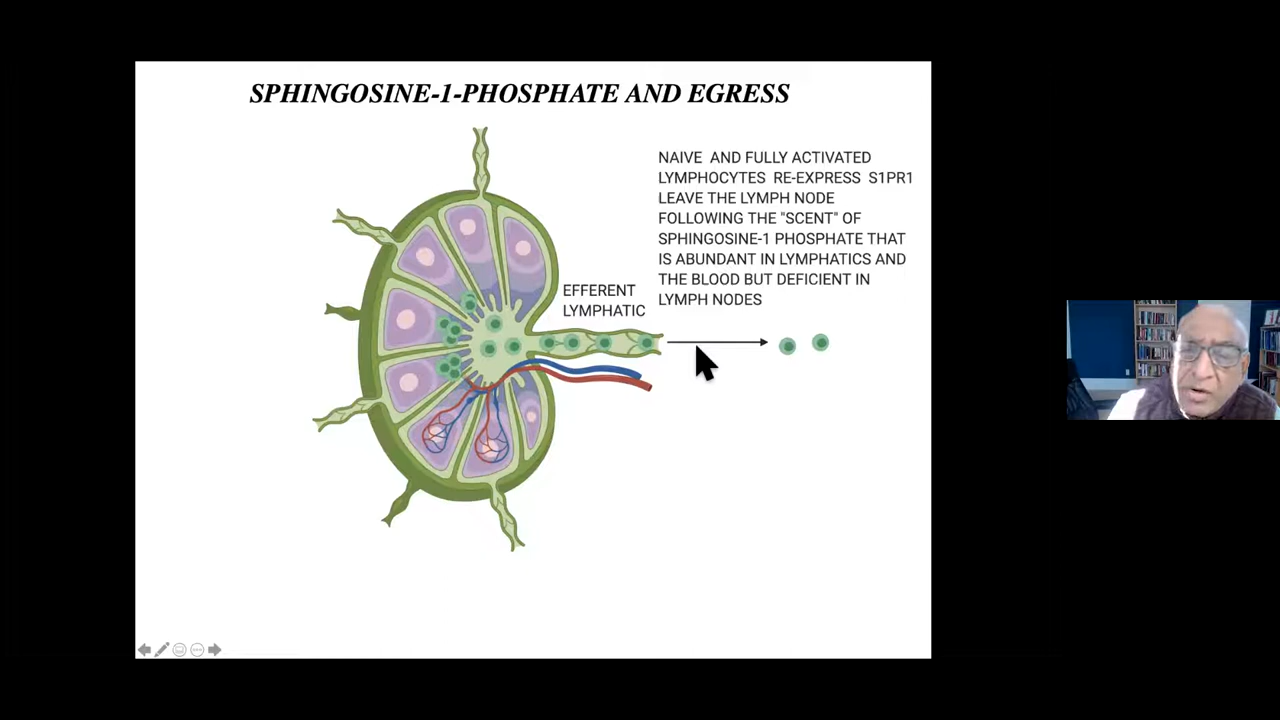 SPHINGOSINE-1-PHOSPHATE AND EGRESS
NAIVE AND FULLY ACTIVATED
LYMPHOCYTES RE-EXPRESS S1PR1
LEAVE THE LYMPH NODE
FOLLOWING THE "SCENT" OF
SPHINGOSINE-1 PHOSPHATE THAT
IS ABUNDANT IN LYMPHATICS AND
THE BLOOD BUT DEFICIENT IN
LYMPH NODES
EFFERENT
LYMPHATIC